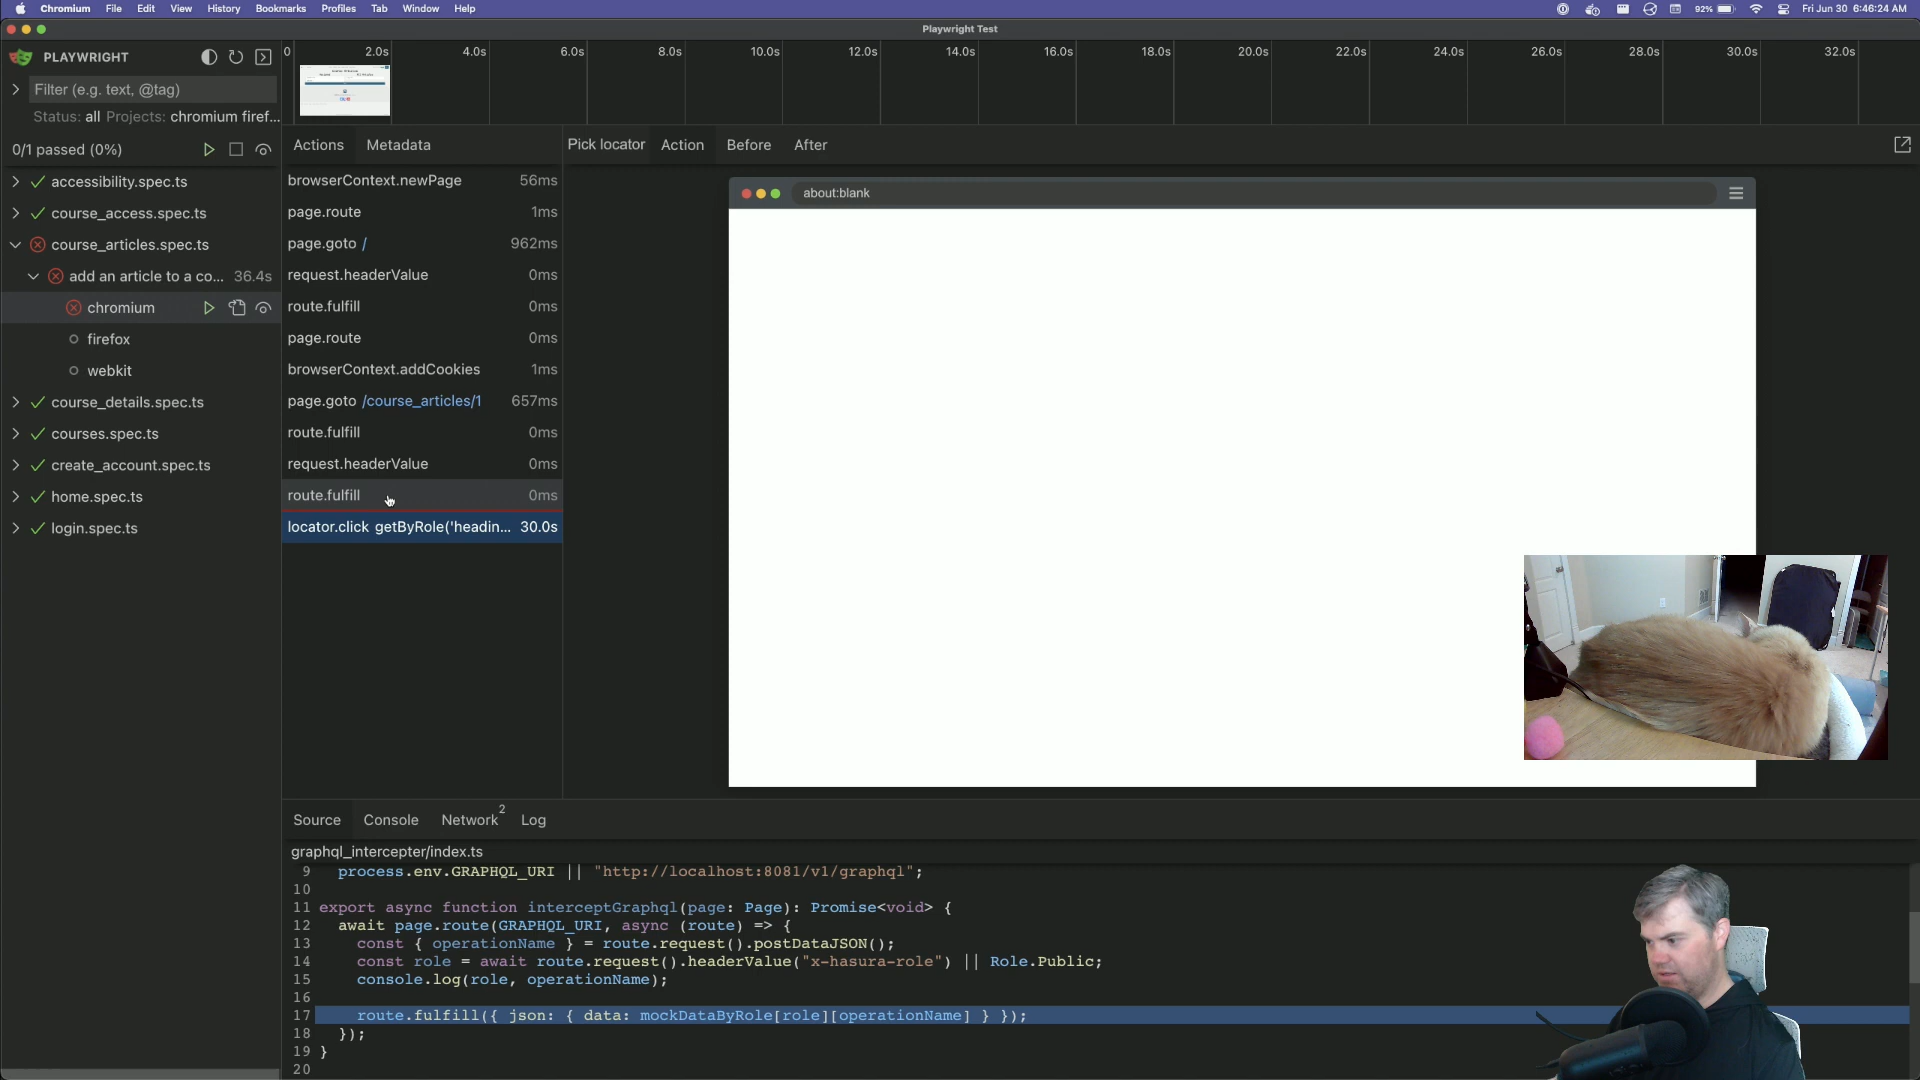 Chromium File Edit View History Bookmarks Profiles Tab Window Help
92% Fri Jun 30 6:46:24 AM
Playwright Test
PLAYWRIGHT
Filter (e.g. text, @tag)
Status: all Projects: chromium firef...
0/1 passed (0%)
accessibility.spec.ts
course_access.spec.ts
course_articles.spec.ts
add an article to a co... 36.4s
chromium
firefox
webkit
course_details.spec.ts
courses.spec.ts
create_account.spec.ts
home.spec.ts
login.spec.ts
0 2.0s 4.0s 6.0s 8.0s 10.0s 12.0s 14.0s 16.0s 18.0s 20.0s 22.0s 24.0s 26.0s 28.0s 30.0s 32.0s
Actions Metadata
browserContext.newPage 56ms
page.route 1ms
page.goto / 962ms
request.headerValue 0ms
route.fulfill 0ms
page.route 0ms
browserContext.addCookies 1ms
page.goto /course_articles/1 657ms
route.fulfill 0ms
request.headerValue 0ms
route.fulfill 0ms
locator.click getByRole('headin... 30.0s
Pick locator Action Before After
about:blank
Source Console Network 2 Log
graphql_intercepter/index.ts
9 process.env.GRAPHQL_URI || "http://localhost:8081/v1/graphql";
10
11 export async function interceptGraphql(page: Page): Promise<void> {
12 await page.route(GRAPHQL_URI, async (route) => {
13 const { operationName } = route.request().postDataJSON();
14 const role = await route.request().headerValue("x-hasura-role") || Role.Public;
15 console.log(role, operationName);
16
17 route.fulfill({ json: { data: mockDataByRole[role][operationName] } });
18 });
19 }
20